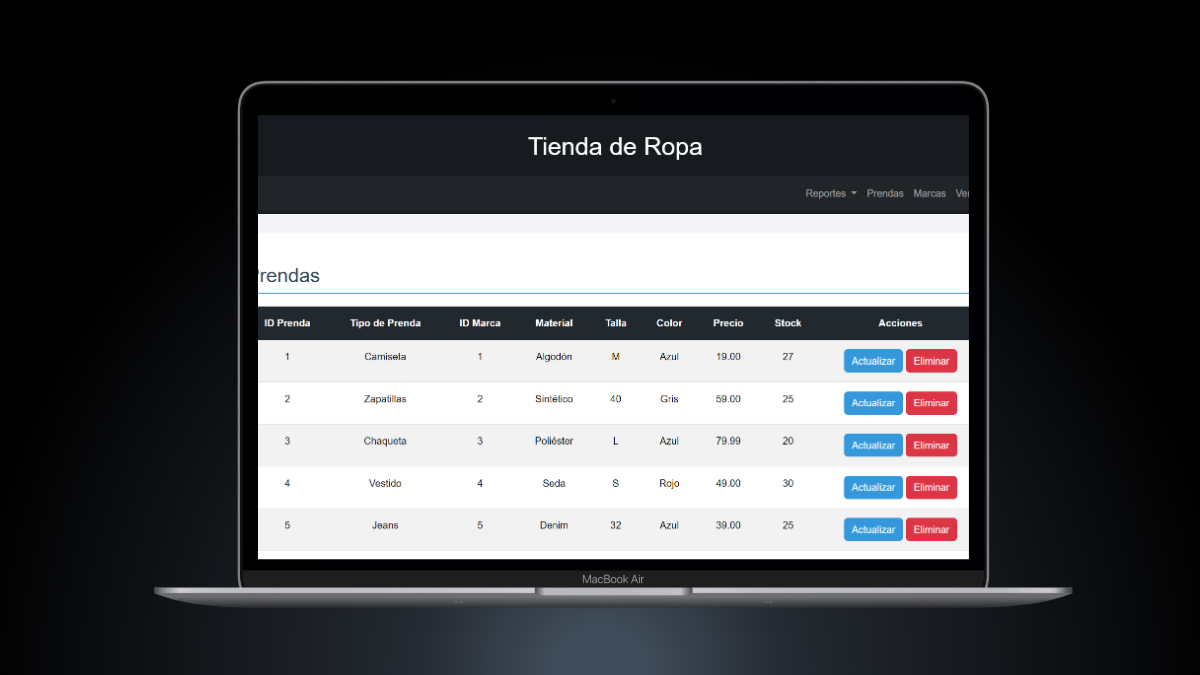 Tienda de Ropa
Reportes Prendas Marcas
rendas
ID Prenda Tipo de Prenda ID Marca Material Talla Color Precio Stock Acciones
1 Camiseta 1 Algodón M Azul 19.00 27 Actualizar Eliminar
2 Zapatillas 2 Sintético 40 Gris 59.00 25 Actualizar Eliminar
3 Chaqueta 3 Poliéster L Azul 79.99 20 Actualizar Eliminar
4 Vestido 4 Seda S Rojo 49.00 30 Actualizar Eliminar
5 Jeans 5 Denim 32 Azul 39.00 25 Actualizar Eliminar
MacBook Air